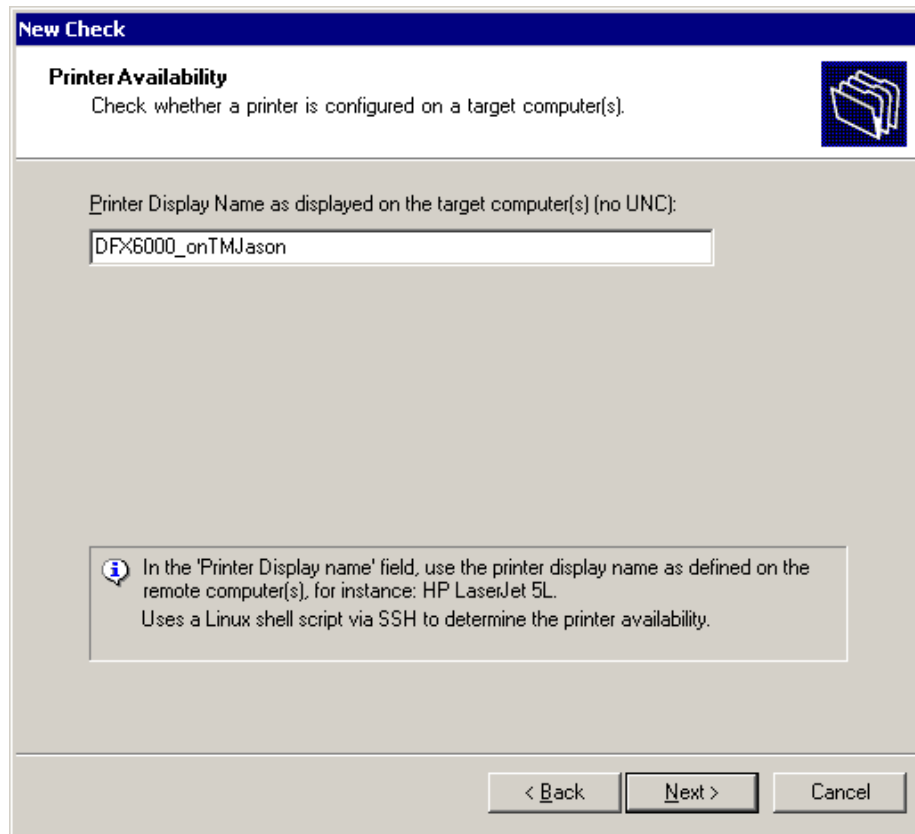 New Check
Printer Availability
Check whether a printer is configured on a target computer(s).
Printer Display Name as displayed on the target computer(s) (no UNC):
DFX6000_onTMJason
In the 'Printer Display name' field, use the printer display name as defined on the
remote computer(s), for instance: HP LaserJet 5L.
Uses a Linux shell script via SSH to determine the printer availability.
< Back Next > Cancel